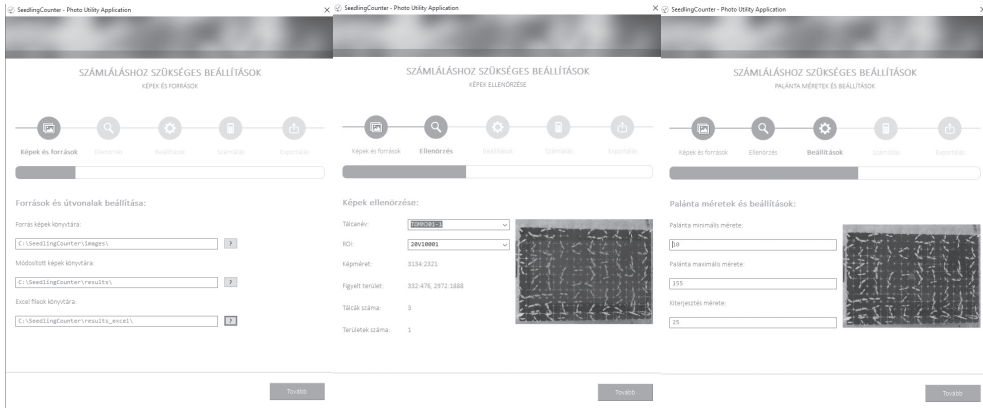 SeedlingCounter - Photo Utility Application
SZÁMLÁLÁSHOZ SZÜKSÉGES BEÁLLÍTÁSOK
KÉPEK ÉS FORRÁSOK
Képek és források Ellenőrzés Beállítások Számlálás Exportálás
Források és útvonalak beállítása:
Forrás képek könyvtára:
C:\SeedlingCounter\images\
Módosított képek könyvtára:
C:\SeedlingCounter\results\
Excel fileok könyvtára:
C:\SeedlingCounter\results_excel\
Tovább
SeedlingCounter - Photo Utility Application
SZÁMLÁLÁSHOZ SZÜKSÉGES BEÁLLÍTÁSOK
KÉPEK ELLENŐRZÉSE
Képek és források Ellenőrzés Beállítások Számlálás Exportálás
Képek ellenőrzése:
Tálcanév:
ROI: 20V10001
Képméret: 3134:2321
Figyelt terület: 332:476, 2972:1888
Tálcák száma: 3
Területek száma: 1
Tovább
SeedlingCounter - Photo Utility Application
SZÁMLÁLÁSHOZ SZÜKSÉGES BEÁLLÍTÁSOK
PALÁNTA MÉRETEK ÉS BEÁLLÍTÁSOK
Képek és források Ellenőrzés Beállítások Számlálás Exportálás
Palánta méretek és beállítások:
Palánta minimális mérete:
10
Palánta maximális mérete:
155
Kiterjesztés mérete:
25
Tovább